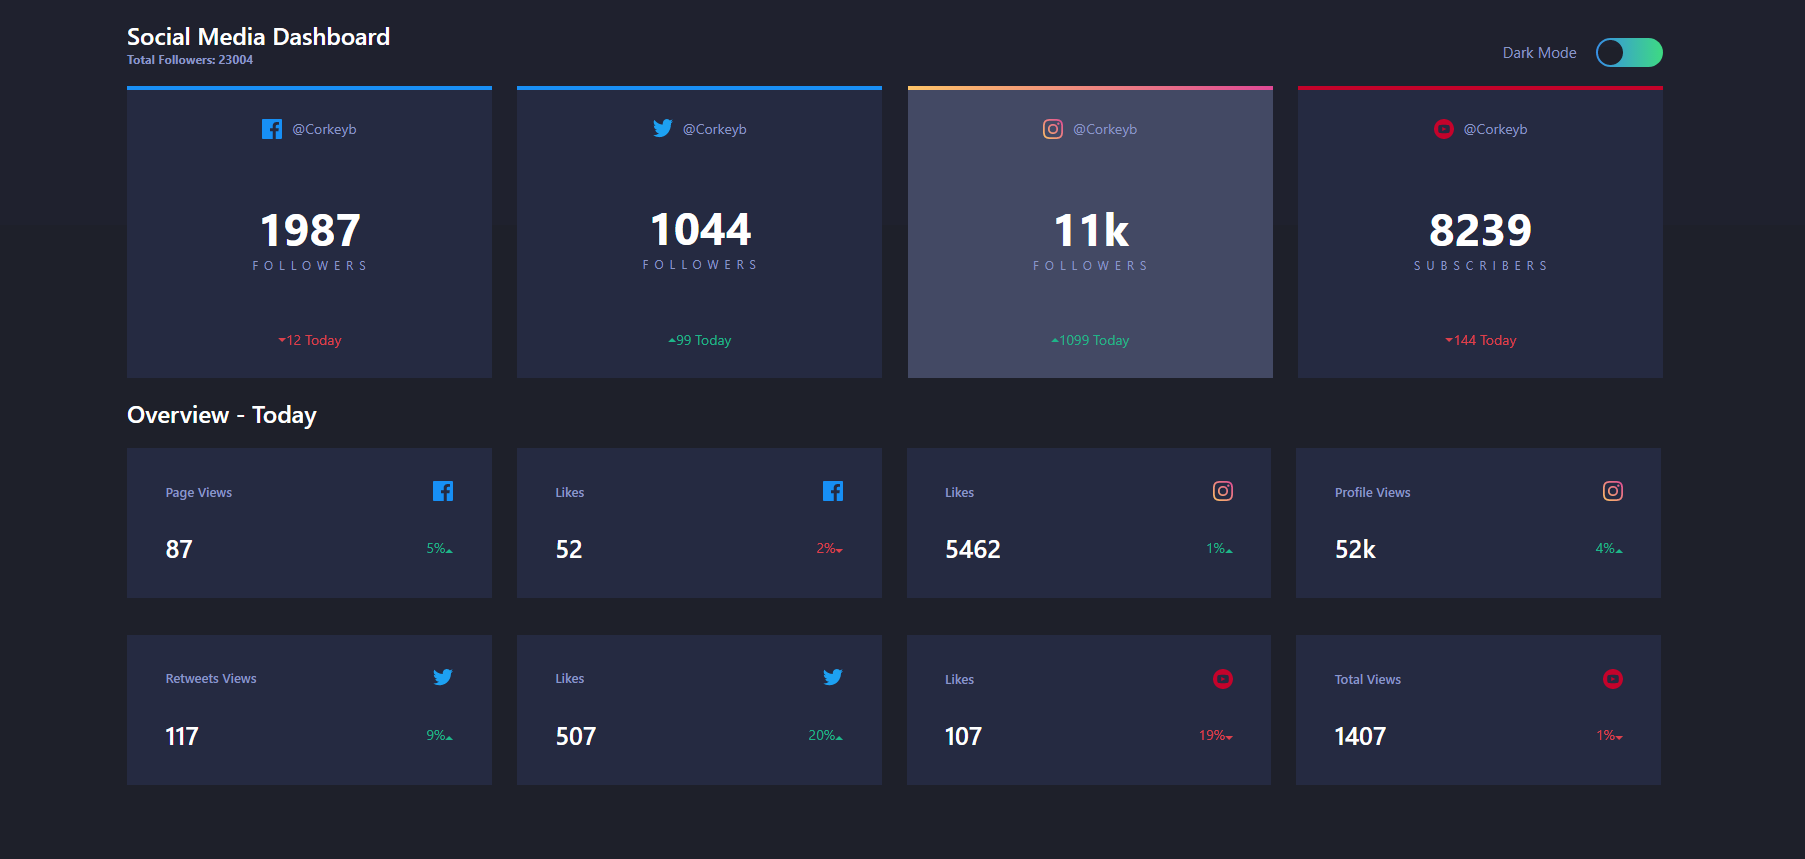 Social Media Dashboard
Total Followers: 23004
Dark Mode
@Corkeyb
1987
FOLLOWERS
12 Today
@Corkeyb
1044
FOLLOWERS
99 Today
@Corkeyb
11k
FOLLOWERS
1099 Today
@Corkeyb
8239
SUBSCRIBERS
144 Today
Overview - Today
Page Views
87
5%
Likes
52
2%
Likes
5462
1%
Profile Views
52k
4%
Retweets Views
117
9%
Likes
507
20%
Likes
107
19%
Total Views
1407
1%